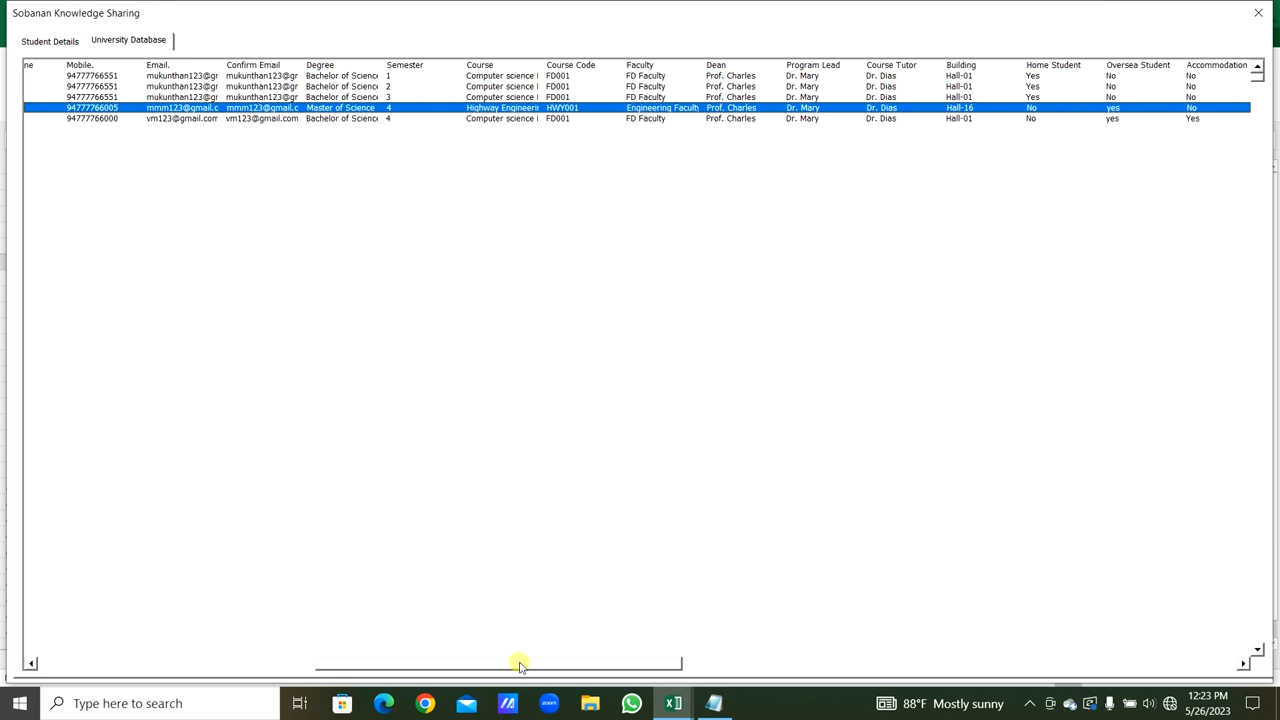 Sobanan Knowledge Sharing
Student Details University Database
ne Mobile. Email. Confirm Email Degree Semester Course Course Code Faculty Dean Program Lead Course Tutor Building Home Student Oversea Student Accommodation
94777766551 mukunthan123@gr mukunthan123@gr Bachelor of Science 1 Computer science I FD001 FD Faculty Prof. Charles Dr. Mary Dr. Dias Hall-01 Yes No No
94777766551 mukunthan123@gr mukunthan123@gr Bachelor of Science 2 Computer science I FD001 FD Faculty Prof. Charles Dr. Mary Dr. Dias Hall-01 Yes No No
94777766551 mukunthan123@gr mukunthan123@gr Bachelor of Science 3 Computer science I FD001 FD Faculty Prof. Charles Dr. Mary Dr. Dias Hall-01 Yes No No
94777766005 mmm123@gmail.c mmm123@gmail.c Master of Science 4 Highway Engineerin HWY001 Engineering Faculty Prof. Charles Dr. Mary Dr. Dias Hall-16 No yes No
94777766000 vm123@gmail.com vm123@gmail.com Bachelor of Science 4 Computer science I FD001 FD Faculty Prof. Charles Dr. Mary Dr. Dias Hall-01 No yes Yes
Type here to search zoom 88°F Mostly sunny 12:23 PM
5/26/2023